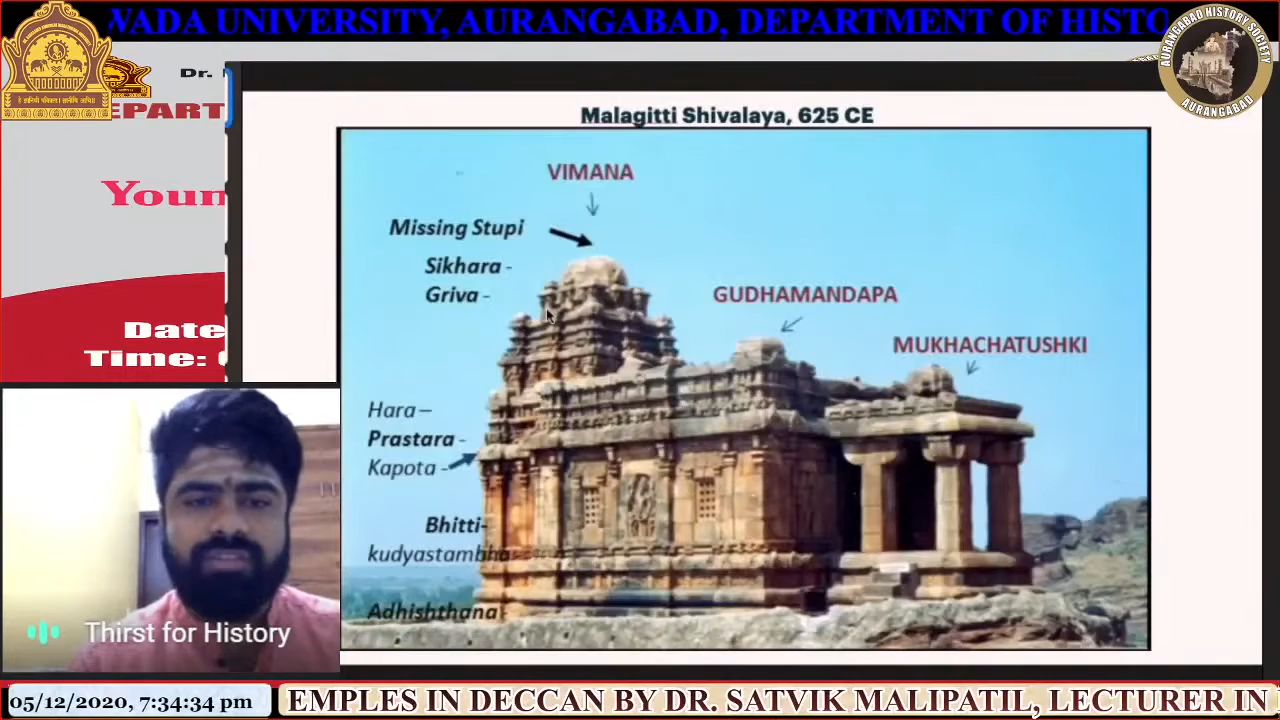 WADA UNIVERSITY, AURANGABAD, DEPARTMENT OF HISTO
AURANGABAD HISTORY SOCIETY
AURANGABAD
Dr.
EPART
Youn
Date
Time:
Malagitti Shivalaya, 625 CE
VIMANA
Missing Stupi
Sikhara -
Griva -
GUDHAMANDAPA
MUKHACHATUSHKI
Hara –
Prastara -
Kapota -
Bhitti-
kudyastambha
Adhishthana-
Thirst for History
05/12/2020, 7:34:34 pm
EMPLES IN DECCAN BY DR. SATVIK MALIPATIL, LECTURER IN